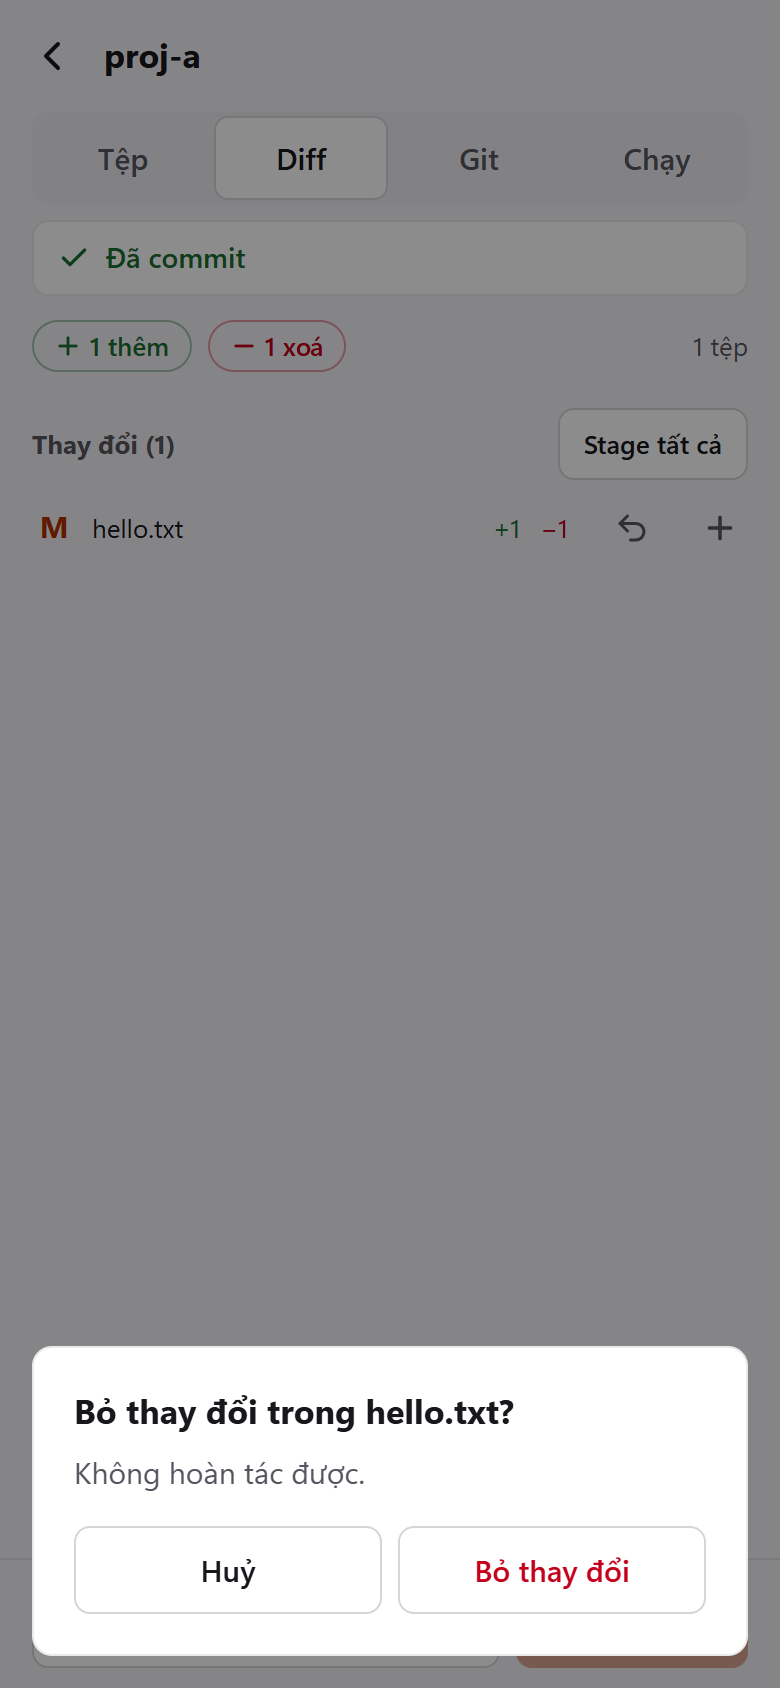 proj-a
Tệp Diff Git Chạy
Đã commit
+ 1 thêm − 1 xoá 1 tệp
Thay đổi (1) Stage tất cả
M hello.txt +1 −1
Bỏ thay đổi trong hello.txt?
Không hoàn tác được.
Huỷ Bỏ thay đổi